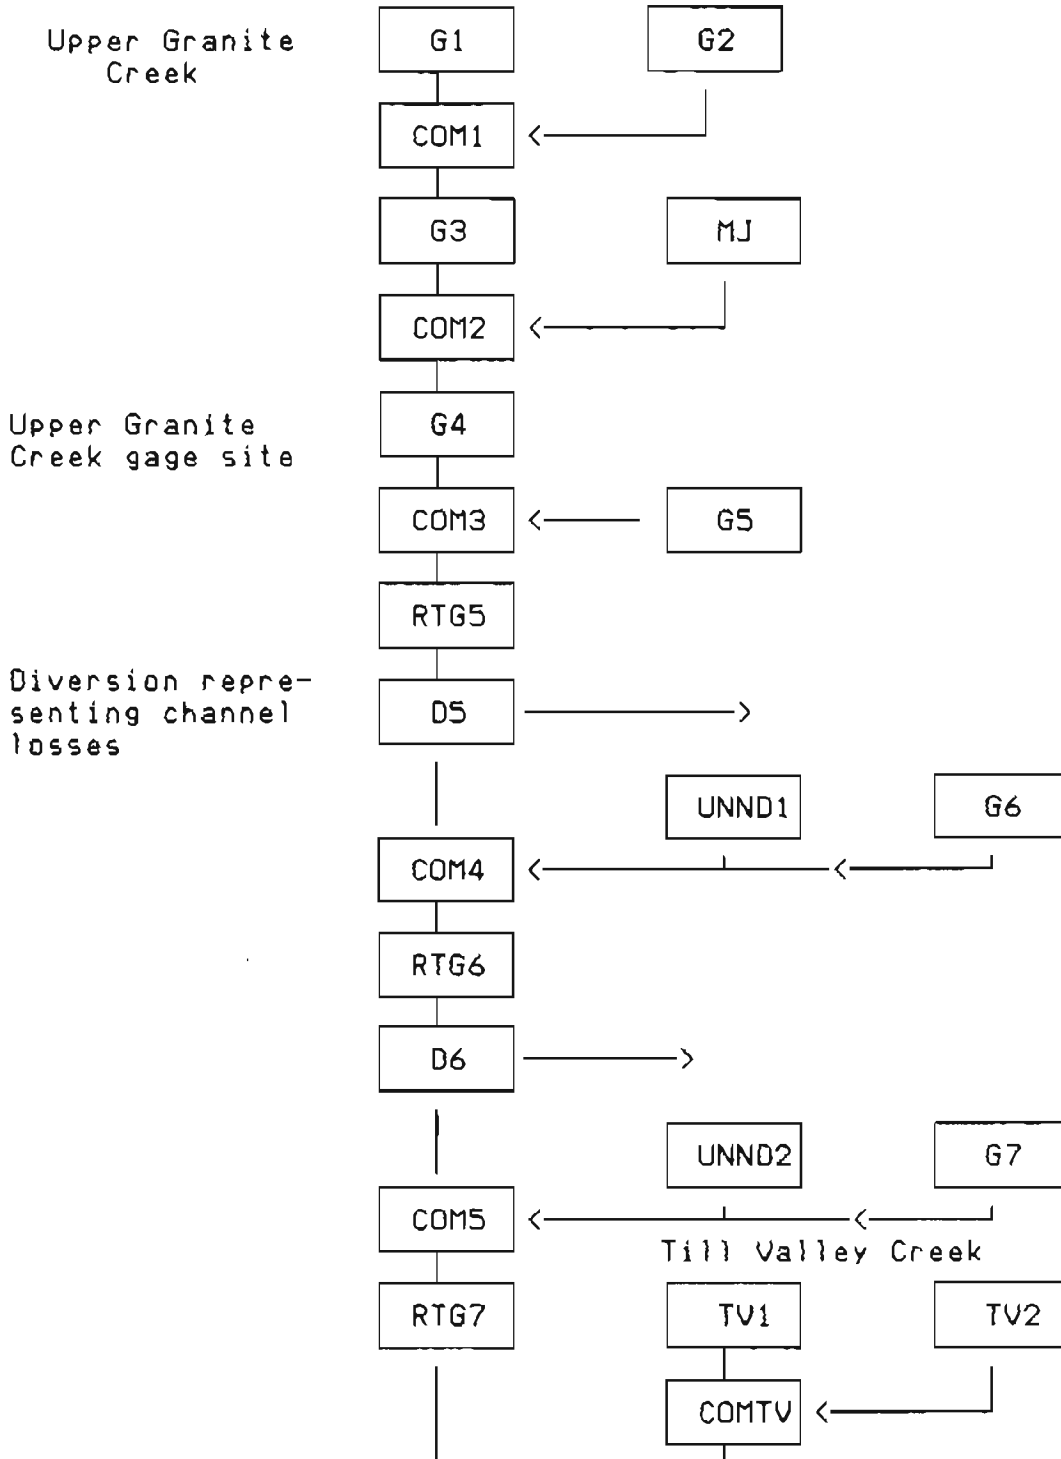 Upper Granite
Creek
G1
G2
COM1
G3
MJ
COM2
Upper Granite
Creek gage site
G4
COM3
G5
RTG5
Diversion repre-
senting channel
losses
D5
UNND1
G6
COM4
RTG6
D6
UNND2
G7
COM5
Till Valley Creek
RTG7
TV1
TV2
COMTV